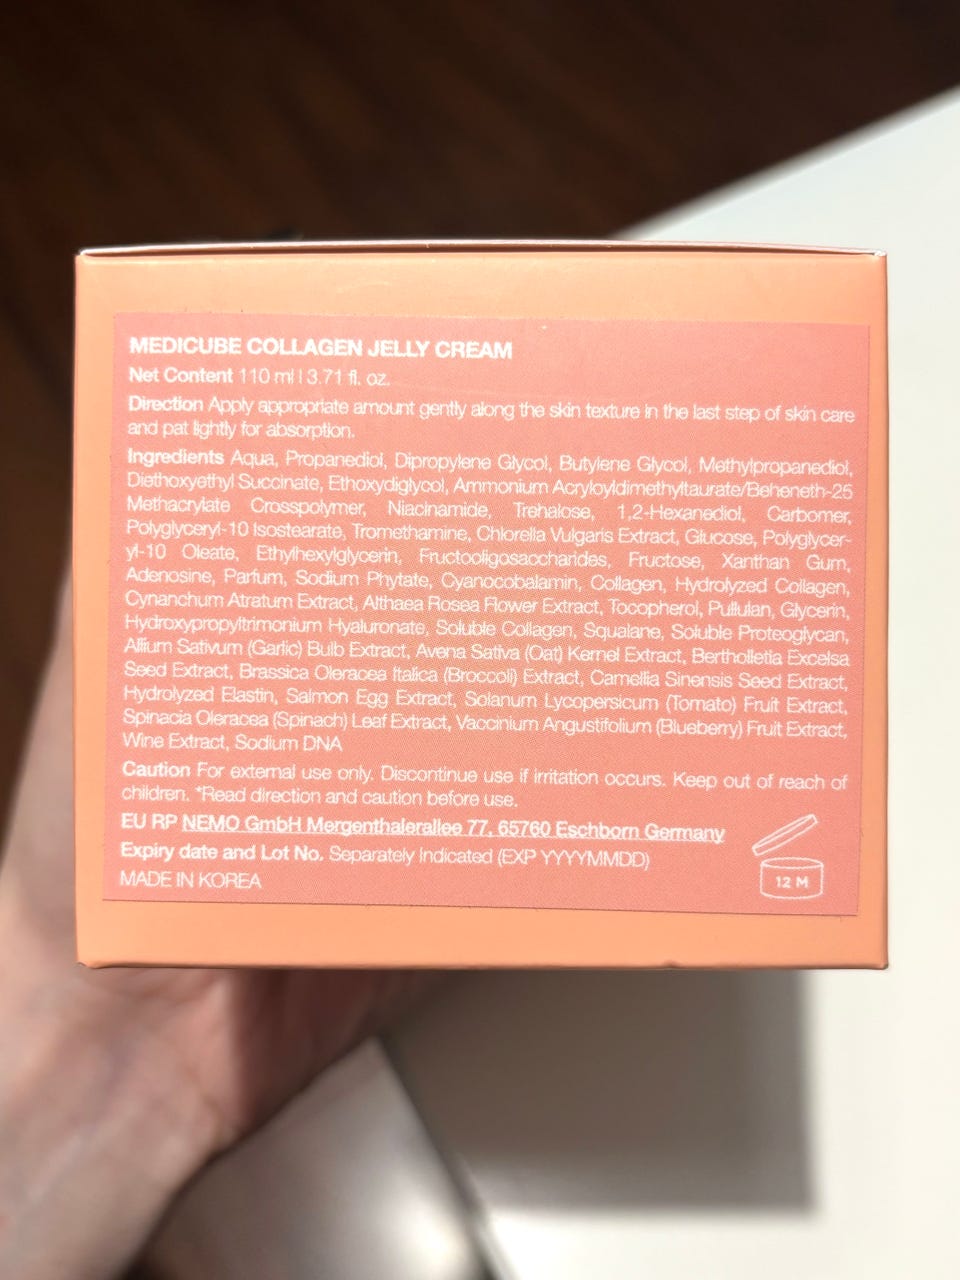 MEDICUBE COLLAGEN JELLY CREAM
Net Content 110 ml | 3.71 fl. oz.
Direction Apply appropriate amount gently along the skin texture in the last step of skin care
and pat lightly for absorption.
Ingredients Aqua, Propanediol, Dipropylene Glycol, Butylene Glycol, Methylpropanediol,
Diethoxyethyl Succinate, Ethoxydiglycol, Ammonium Acryloyldimethyltaurate/Beheneth-25
Methacrylate Crosspolymer, Niacinamide, Trehalose, 1,2-Hexanediol, Carbomer,
Polyglyceryl-10 Isostearate, Tromethamine, Chlorella Vulgaris Extract, Glucose, Polyglycer-
yl-10 Oleate, Ethylhexylglycerin, Fructooligosaccharides, Fructose, Xanthan Gum,
Adenosine, Parfum, Sodium Phytate, Cyanocobalamin, Collagen, Hydrolyzed Collagen,
Cynanchum Atratum Extract, Althaea Rosea Flower Extract, Tocopherol, Pullulan, Glycerin,
Hydroxypropyltrimonium Hyaluronate, Soluble Collagen, Squalane, Soluble Proteoglycan,
Allium Sativum (Garlic) Bulb Extract, Avena Sativa (Oat) Kernel Extract, Bertholletia Excelsa
Seed Extract, Brassica Oleracea Italica (Broccoli) Extract, Camellia Sinensis Seed Extract,
Hydrolyzed Elastin, Salmon Egg Extract, Solanum Lycopersicum (Tomato) Fruit Extract,
Spinacia Oleracea (Spinach) Leaf Extract, Vaccinium Angustifolium (Blueberry) Fruit Extract,
Wine Extract, Sodium DNA
Caution For external use only. Discontinue use if irritation occurs. Keep out of reach of
children. *Read direction and caution before use.
EU RP NEMO GmbH Mergenthalerallee 77, 65760 Eschborn Germany
Expiry date and Lot No. Separately Indicated (EXP YYYYMMDD)
MADE IN KOREA
12 M